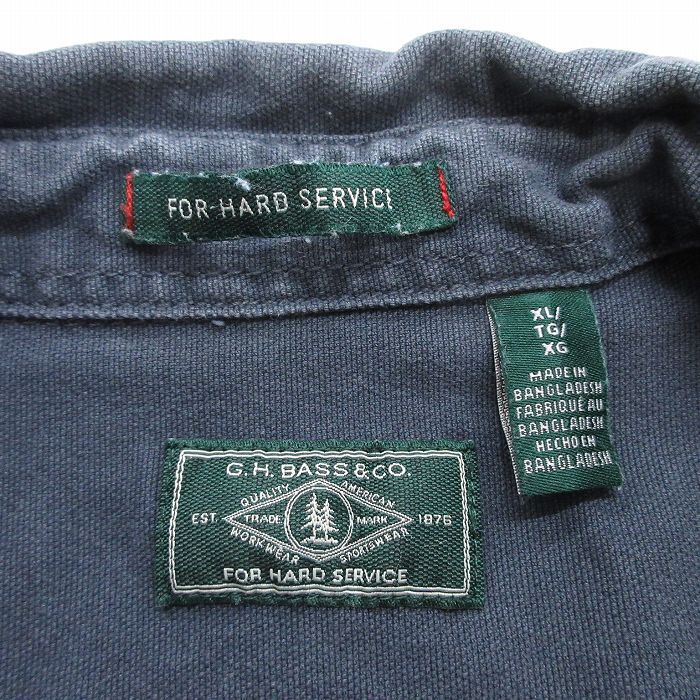 FOR-HARD SERVICE
XL/
TG/
XG
MADE IN
BANGLADESH
FABRIQUÉ AU
BANGLADESH
HECHO EN
BANGLADESH
G.H. BASS & CO.
QUALITY AMERICAN
EST. TRADE MARK 1876
WORKWEAR SPORTSWEAR
FOR HARD SERVICE